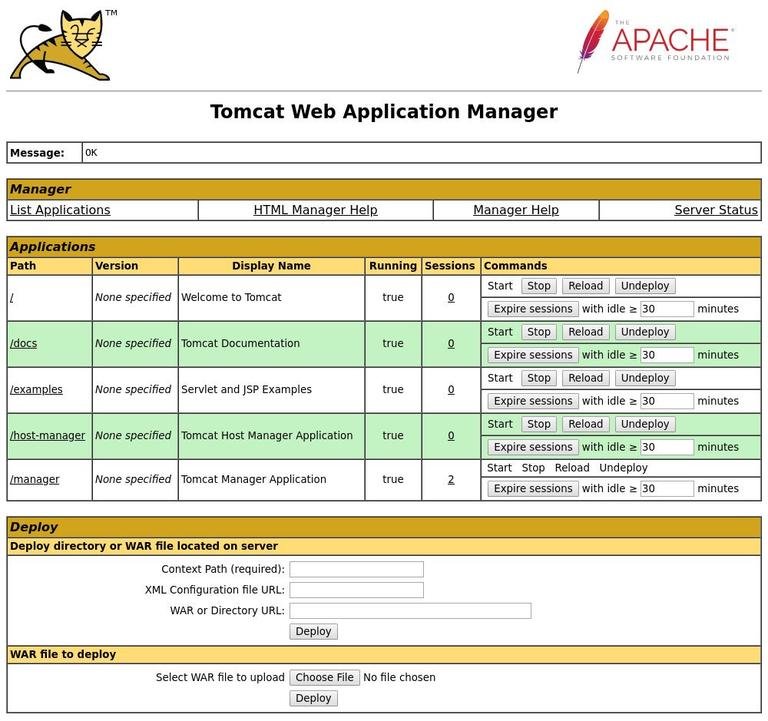 TM
THE
APACHE
SOFTWARE FOUNDATION
Tomcat Web Application Manager
Message: OK
Manager
List Applications HTML Manager Help Manager Help Server Status
Applications
Path Version Display Name Running Sessions Commands
/ None specified Welcome to Tomcat true 0 Start Stop Reload Undeploy
Expire sessions with idle ≥ 30 minutes
/docs None specified Tomcat Documentation true 0 Start Stop Reload Undeploy
Expire sessions with idle ≥ 30 minutes
/examples None specified Servlet and JSP Examples true 0 Start Stop Reload Undeploy
Expire sessions with idle ≥ 30 minutes
/host-manager None specified Tomcat Host Manager Application true 0 Start Stop Reload Undeploy
Expire sessions with idle ≥ 30 minutes
/manager None specified Tomcat Manager Application true 2 Start Stop Reload Undeploy
Expire sessions with idle ≥ 30 minutes
Deploy
Deploy directory or WAR file located on server
Context Path (required):
XML Configuration file URL:
WAR or Directory URL:
Deploy
WAR file to deploy
Select WAR file to upload Choose File No file chosen
Deploy